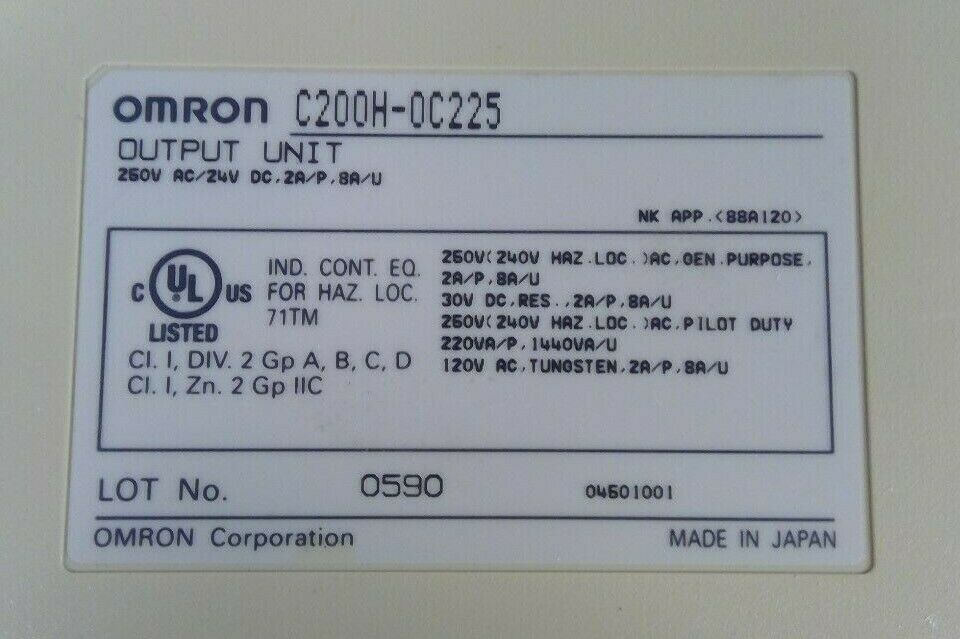 OMRON C200H-OC225
OUTPUT UNIT
250V AC/24V DC,2A/P,8A/U
NK APP.<88A120>
C UL US
LISTED
IND. CONT. EQ.
FOR HAZ. LOC.
71TM
Cl. I, DIV. 2 Gp A, B, C, D
Cl. I, Zn. 2 Gp IIC
250V(240V HAZ.LOC.)AC,GEN.PURPOSE,
2A/P,8A/U
30V DC,RES.,2A/P,8A/U
250V(240V HAZ.LOC.)AC,PILOT DUTY
220VA/P,1440VA/U
120V AC,TUNGSTEN,2A/P,8A/U
LOT No. 0590 04501001
OMRON Corporation MADE IN JAPAN